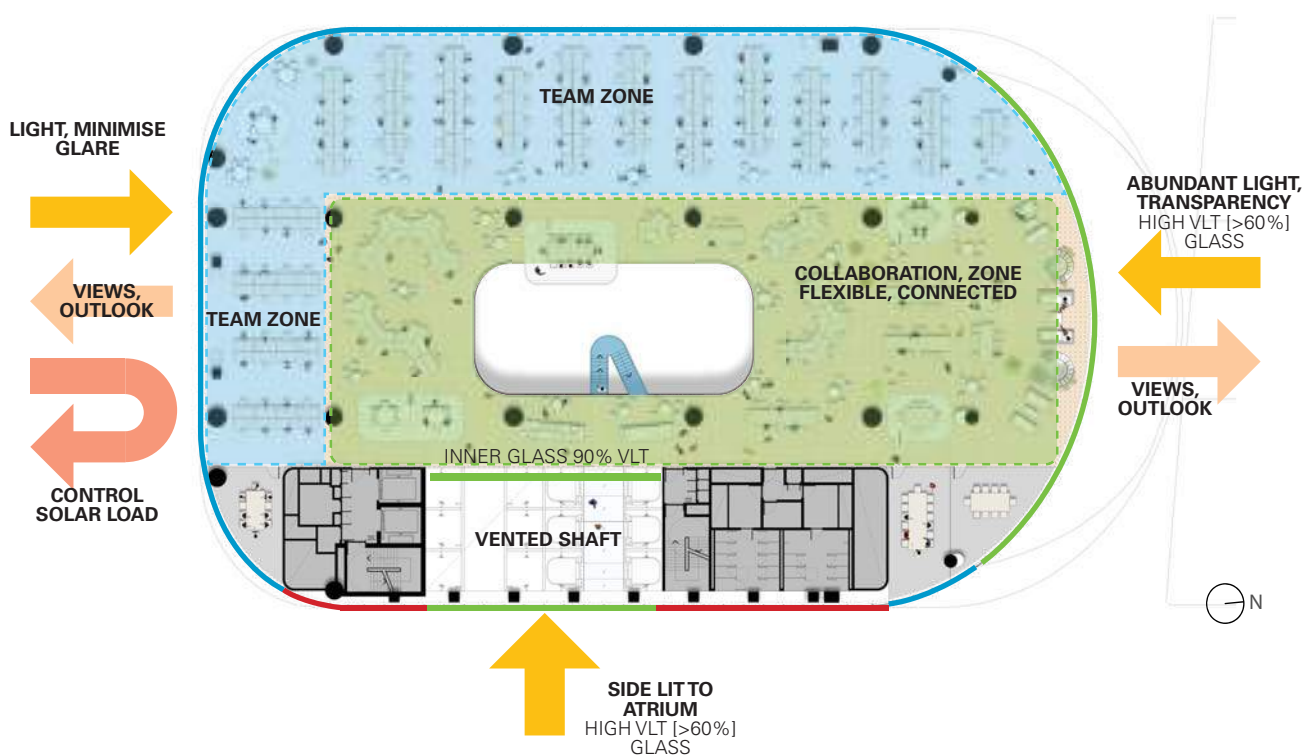 TEAM ZONE
LIGHT, MINIMISE
GLARE
ABUNDANT LIGHT,
TRANSPARENCY
HIGH VLT [>60%]
GLASS
COLLABORATION, ZONE
FLEXIBLE, CONNECTED
VIEWS,
OUTLOOK
TEAM ZONE
VIEWS,
OUTLOOK
INNER GLASS 90% VLT
CONTROL
SOLAR LOAD
VENTED SHAFT
N
SIDE LIT TO
ATRIUM
HIGH VLT [>60%]
GLASS